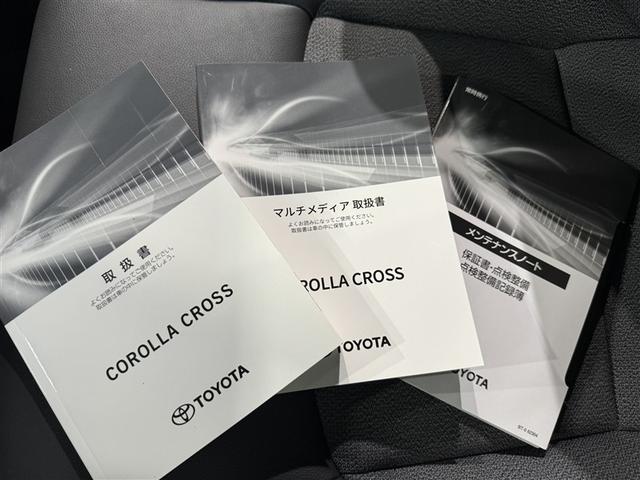 取扱書
よくお読みになってご使用ください。
取扱書は車の中に保管しましょう。
COROLLA CROSS
TOYOTA
マルチメディア 取扱書
よくお読みになってご使用ください。
取扱書は車の中に保管しましょう。
ROLLA CROSS
TOYOTA
常時携行
メンテナンスノート
保証書・点検整備
点検整備記録簿
YOTA